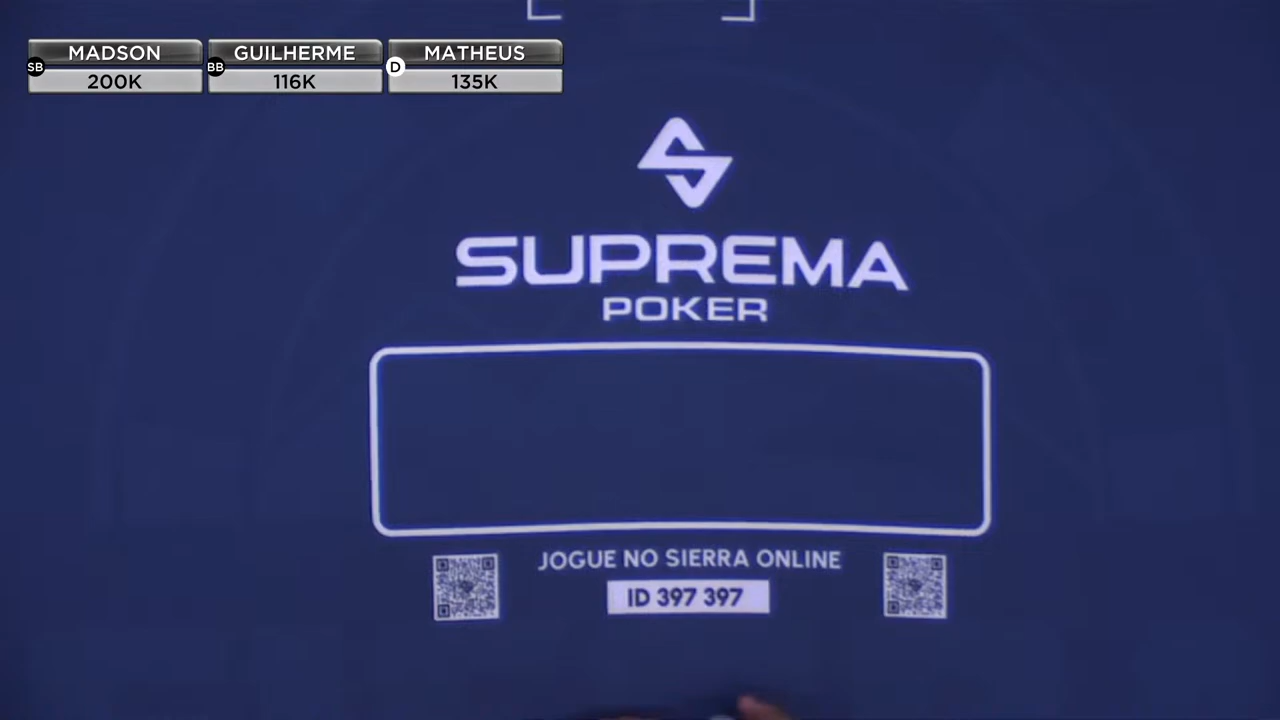 MADSON GUILHERME MATHEUS
SB BB D
200K 116K 135K
SUPREMA
POKER
JOGUE NO SIERRA ONLINE
ID 397 397